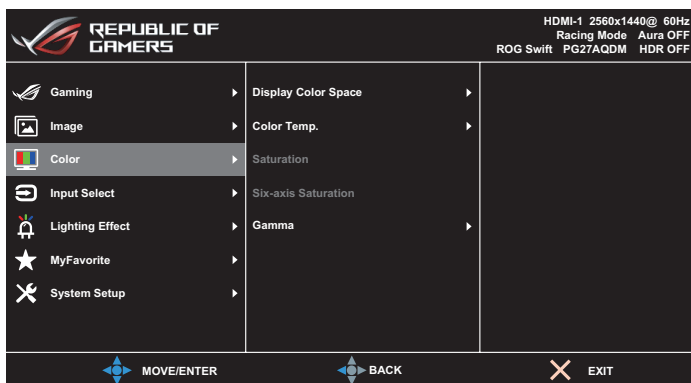 REPUBLIC OF
GAMERS
HDMI-1 2560x1440@ 60Hz
Racing Mode Aura OFF
ROG Swift PG27AQDM HDR OFF
Gaming
Image
Color
Input Select
Lighting Effect
MyFavorite
System Setup
Display Color Space
Color Temp.
Saturation
Six-axis Saturation
Gamma
MOVE/ENTER
BACK
EXIT